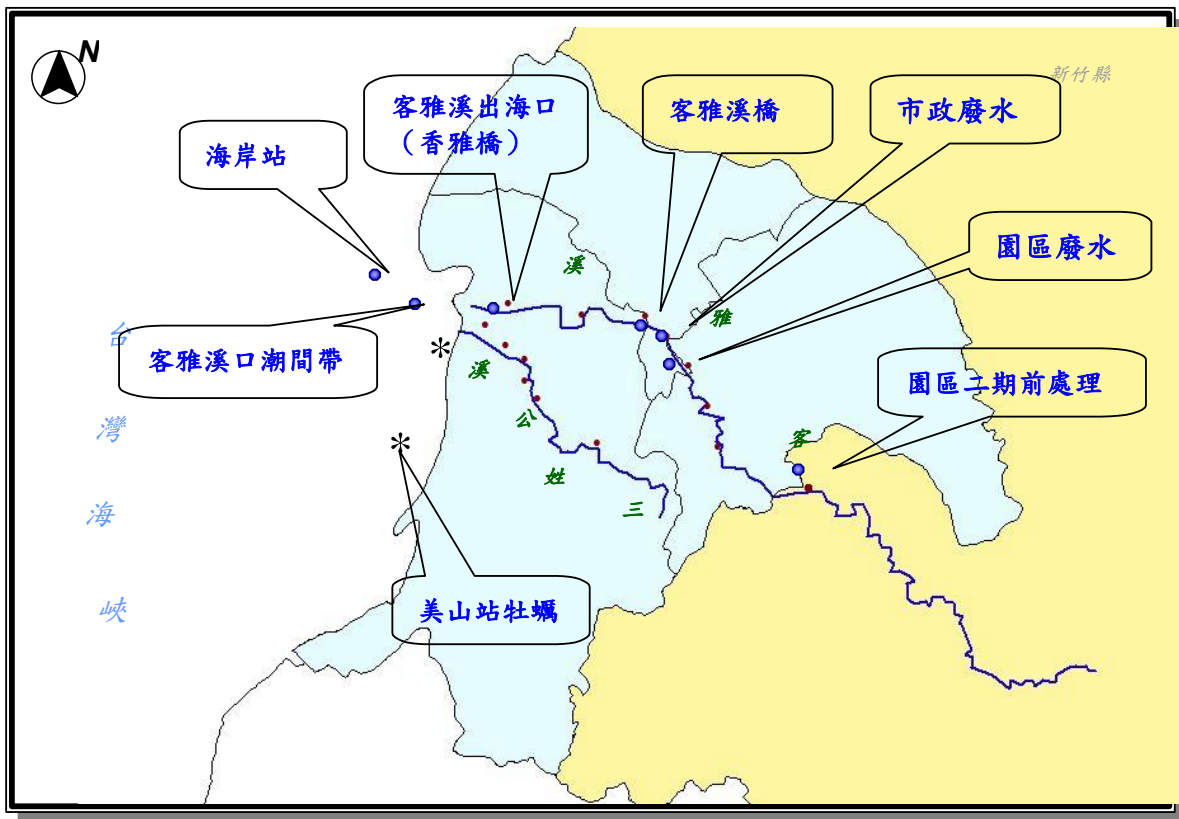 N
新竹縣
客雅溪出海口
（香雅橋）
客雅溪橋
市政廢水
海岸站
園區廢水
溪
雅
客雅溪口潮間帶
園區二期前處理
台
灣
海
峽
溪
公
姓
三
客
*
*
美山站牡蠣